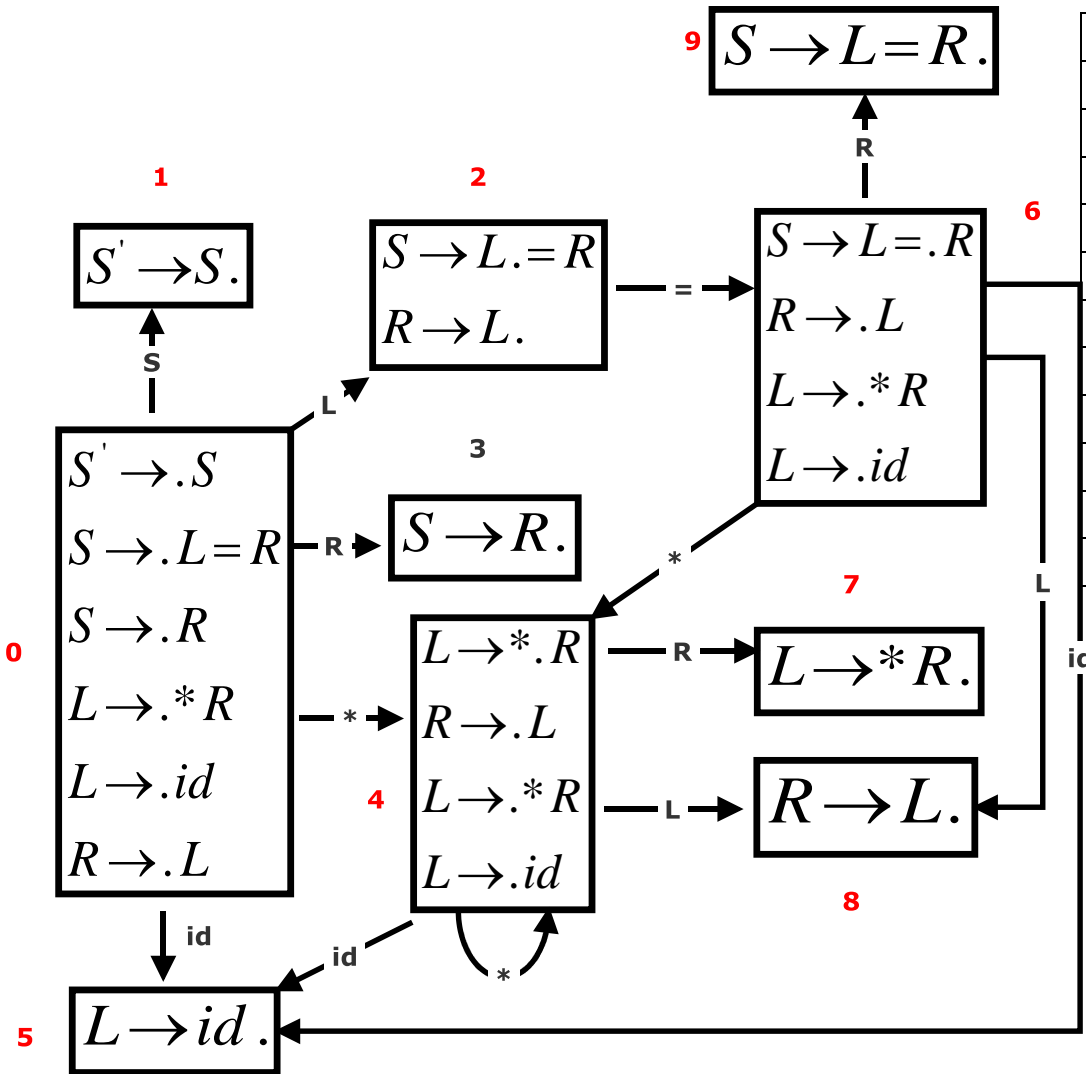 9
S → L = R .
R
1
2
6
S' → S .
S → L . = R
R → L .
=
S → L = . R
R → . L
L → . * R
L → . id
S
L
3
S' → . S
S → . L = R
S → . R
L → . * R
L → . id
R → . L
0
R
S → R .
*
7
L
id
L → * . R
R → . L
L → . * R
L → . id
4
R
L → * R .
*
L
R → L .
8
id
id
*
5
L → id .